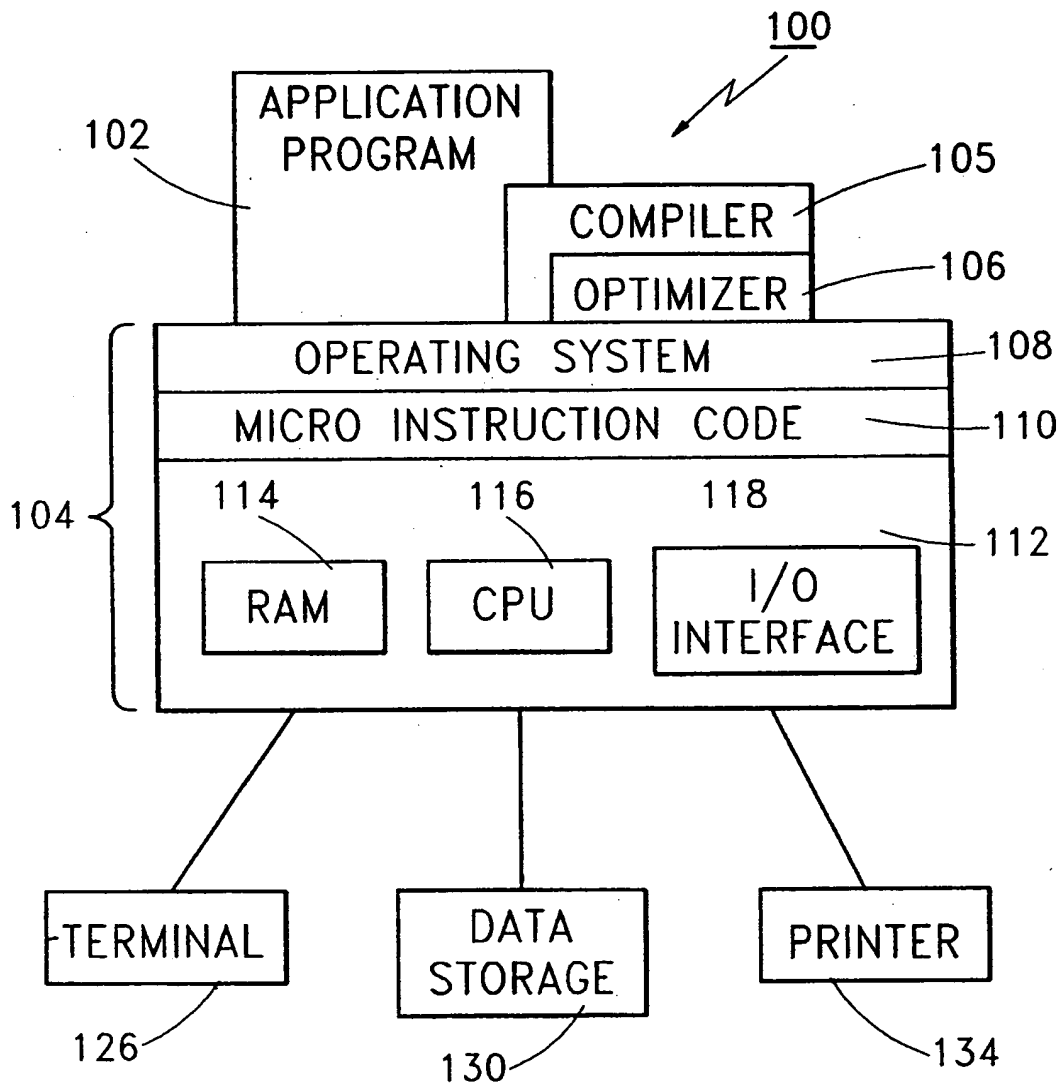 100
APPLICATION
PROGRAM
102
105
COMPILER
106
OPTIMIZER
OPERATING SYSTEM
108
MICRO INSTRUCTION CODE
110
104
114
116
118
112
RAM
CPU
I/O
INTERFACE
TERMINAL
DATA
STORAGE
PRINTER
126
130
134